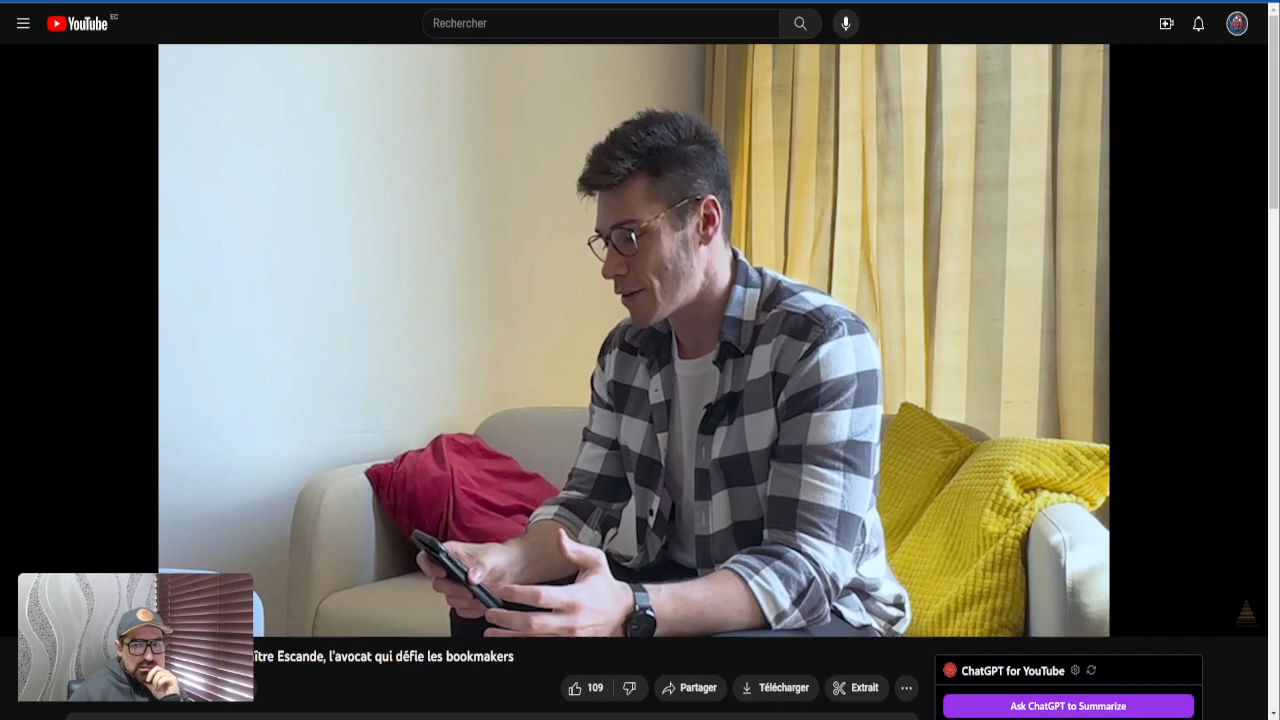 YouTube EC
Rechercher
ître Escande, l'avocat qui défie les bookmakers
109
Partager
Télécharger
Extrait
ChatGPT for YouTube
Ask ChatGPT to Summarize